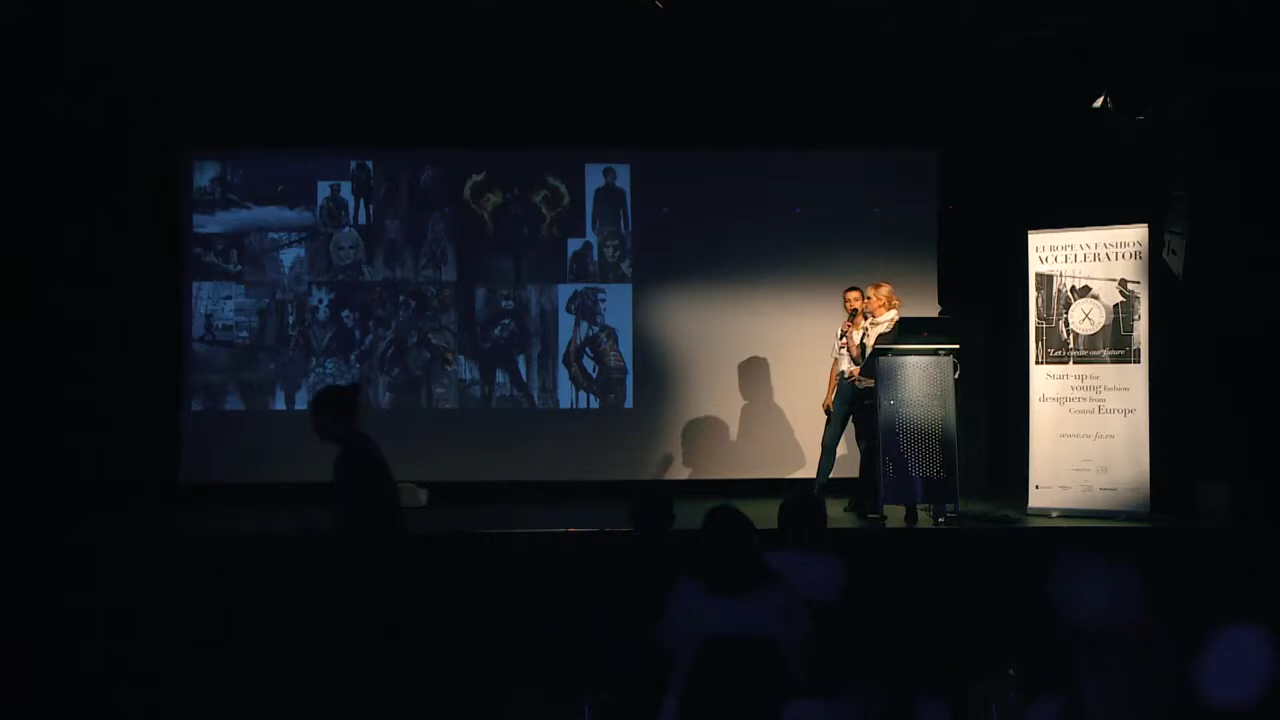 EUROPEAN FASHION
ACCELERATOR
"Let's create our future"
Start-up for
young fashion
designers from
Central Europe
www.eu-fa.eu